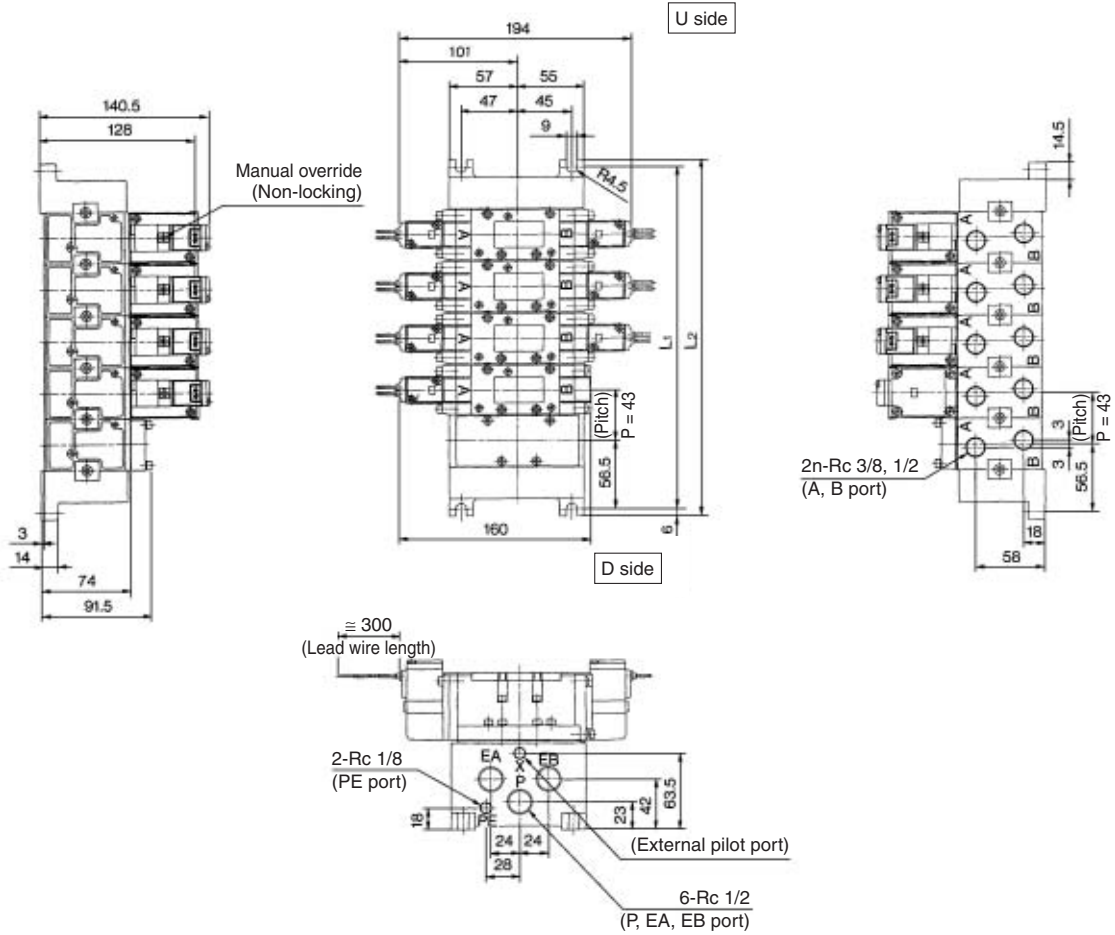 U side
194
101
57 55
47 45
9
R4.5
140.5
128
Manual override
(Non-locking)
14.5
A B
A B
A B
A B
A B
A B
A B
A B
A B
L1
L2
(Pitch)
P = 43
56.5
6
160
D side
3
14
74
91.5
2n-Rc 3/8, 1/2
(A, B port)
3
3
(Pitch)
P = 43
56.5
18
58
≅ 300
(Lead wire length)
2-Rc 1/8
(PE port)
EA X EB
P
PE
18
24 24
28
23
42
63.5
(External pilot port)
6-Rc 1/2
(P, EA, EB port)